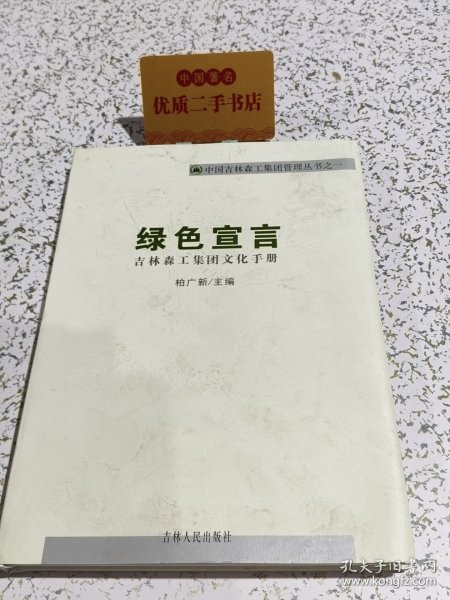 中国著名
优质二手书店
中国吉林森工集团管理丛书之一
绿色宣言
吉林森工集团文化手册
柏广新/主编
吉林人民出版社
孔夫子旧书网
www.kongfz.com